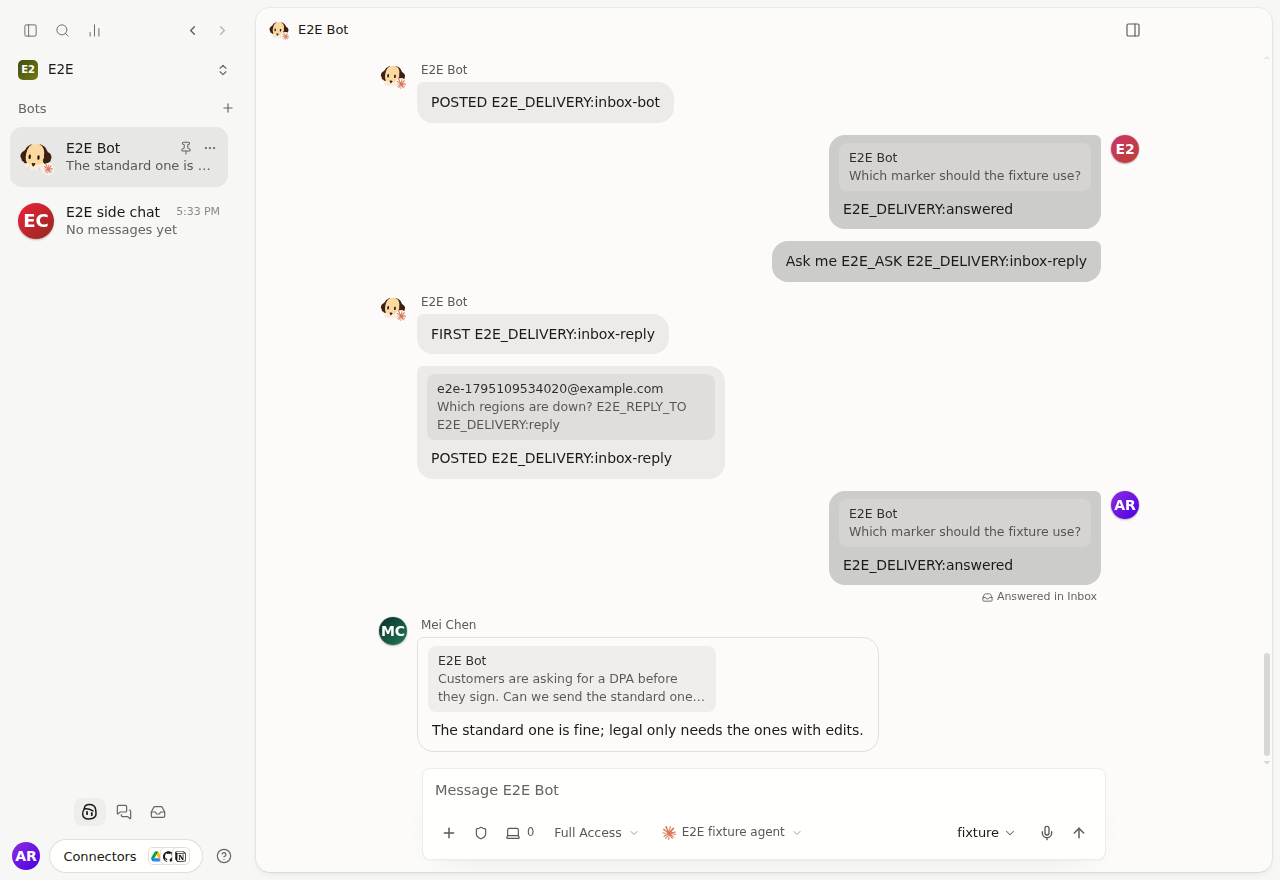 E2 E2E
Bots
E2E Bot
The standard one is ...
EC
E2E side chat 5:33 PM
No messages yet
AR Connectors
E2E Bot
E2E Bot
POSTED E2E_DELIVERY:inbox-bot
E2
E2E Bot
Which marker should the fixture use?
E2E_DELIVERY:answered
Ask me E2E_ASK E2E_DELIVERY:inbox-reply
E2E Bot
FIRST E2E_DELIVERY:inbox-reply
e2e-1795109534020@example.com
Which regions are down? E2E_REPLY_TO
E2E_DELIVERY:reply
POSTED E2E_DELIVERY:inbox-reply
AR
E2E Bot
Which marker should the fixture use?
E2E_DELIVERY:answered
Answered in Inbox
MC Mei Chen
E2E Bot
Customers are asking for a DPA before
they sign. Can we send the standard one...
The standard one is fine; legal only needs the ones with edits.
Message E2E Bot
0 Full Access E2E fixture agent fixture